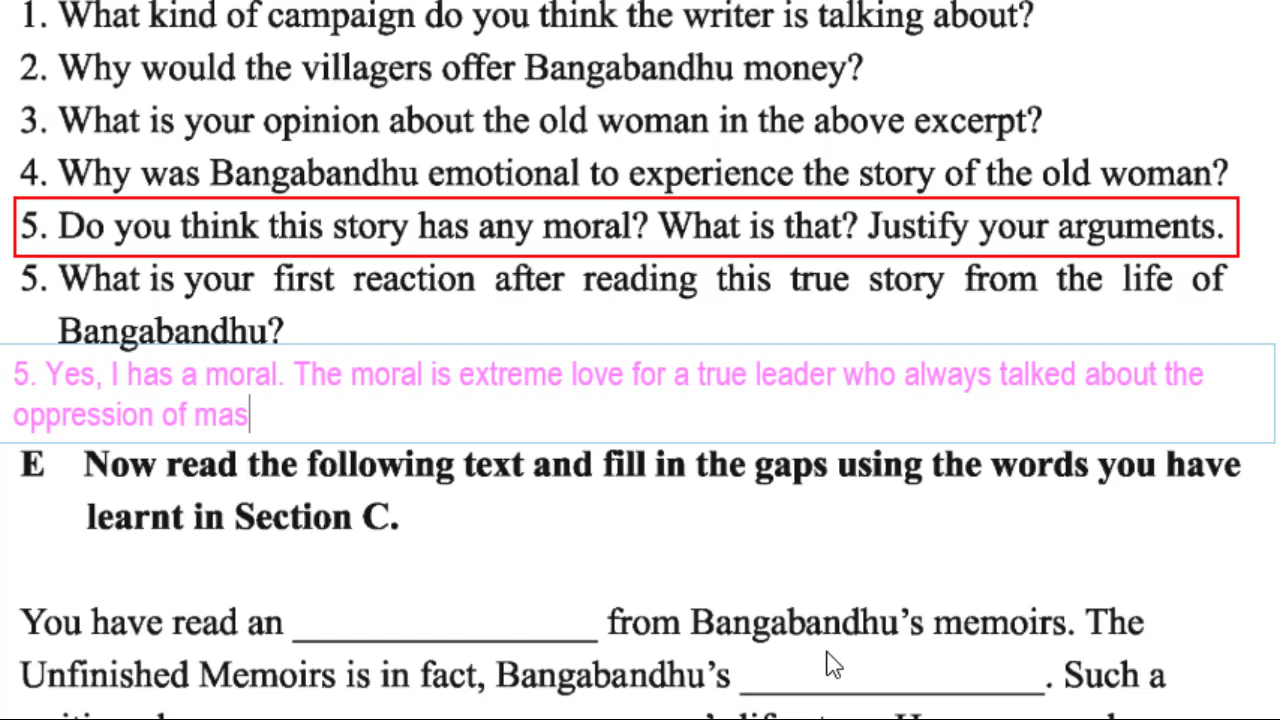 1. What kind of campaign do you think the writer is talking about?
2. Why would the villagers offer Bangabandhu money?
3. What is your opinion about the old woman in the above excerpt?
4. Why was Bangabandhu emotional to experience the story of the old woman?
5. Do you think this story has any moral? What is that? Justify your arguments.
5. What is your first reaction after reading this true story from the life of
Bangabandhu?
5. Yes, I has a moral. The moral is extreme love for a true leader who always talked about the
oppression of mas
E Now read the following text and fill in the gaps using the words you have
learnt in Section C.
You have read an ______________ from Bangabandhu’s memoirs. The
Unfinished Memoirs is in fact, Bangabandhu’s ______________. Such a